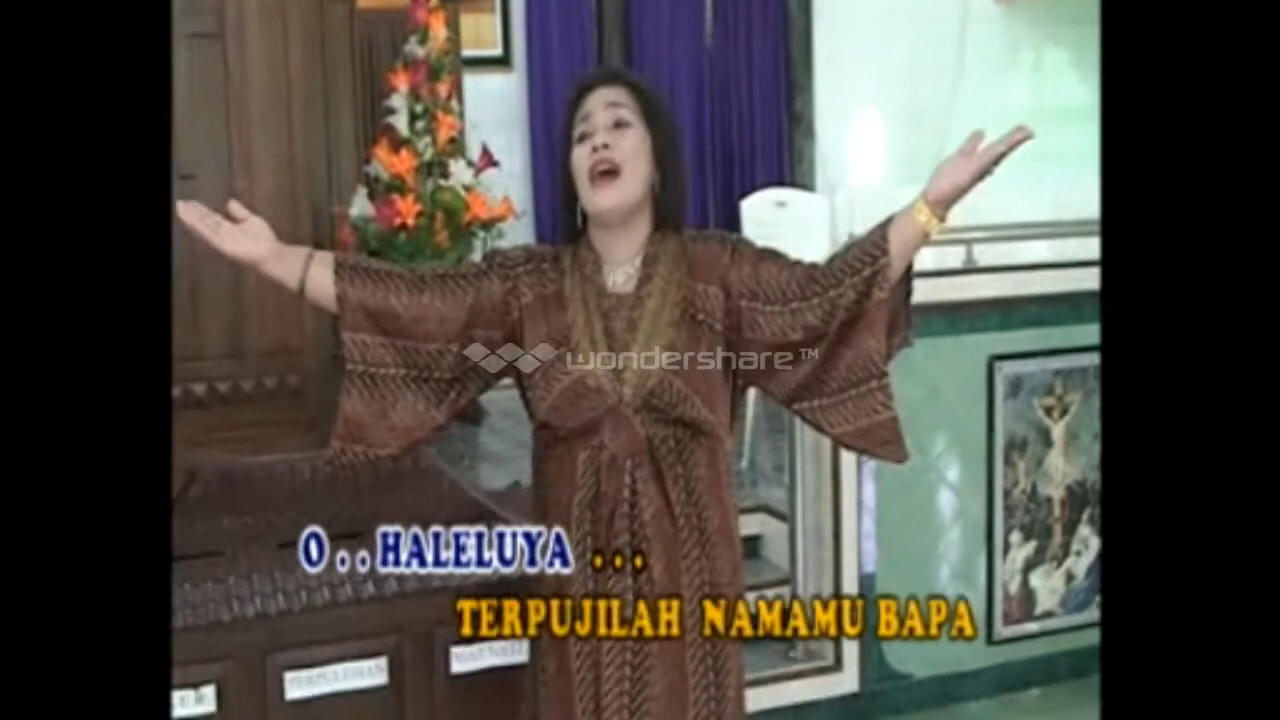 wondershare™
O . . HALELUYA . . .
TERPUJILAH NAMAMU BAPA